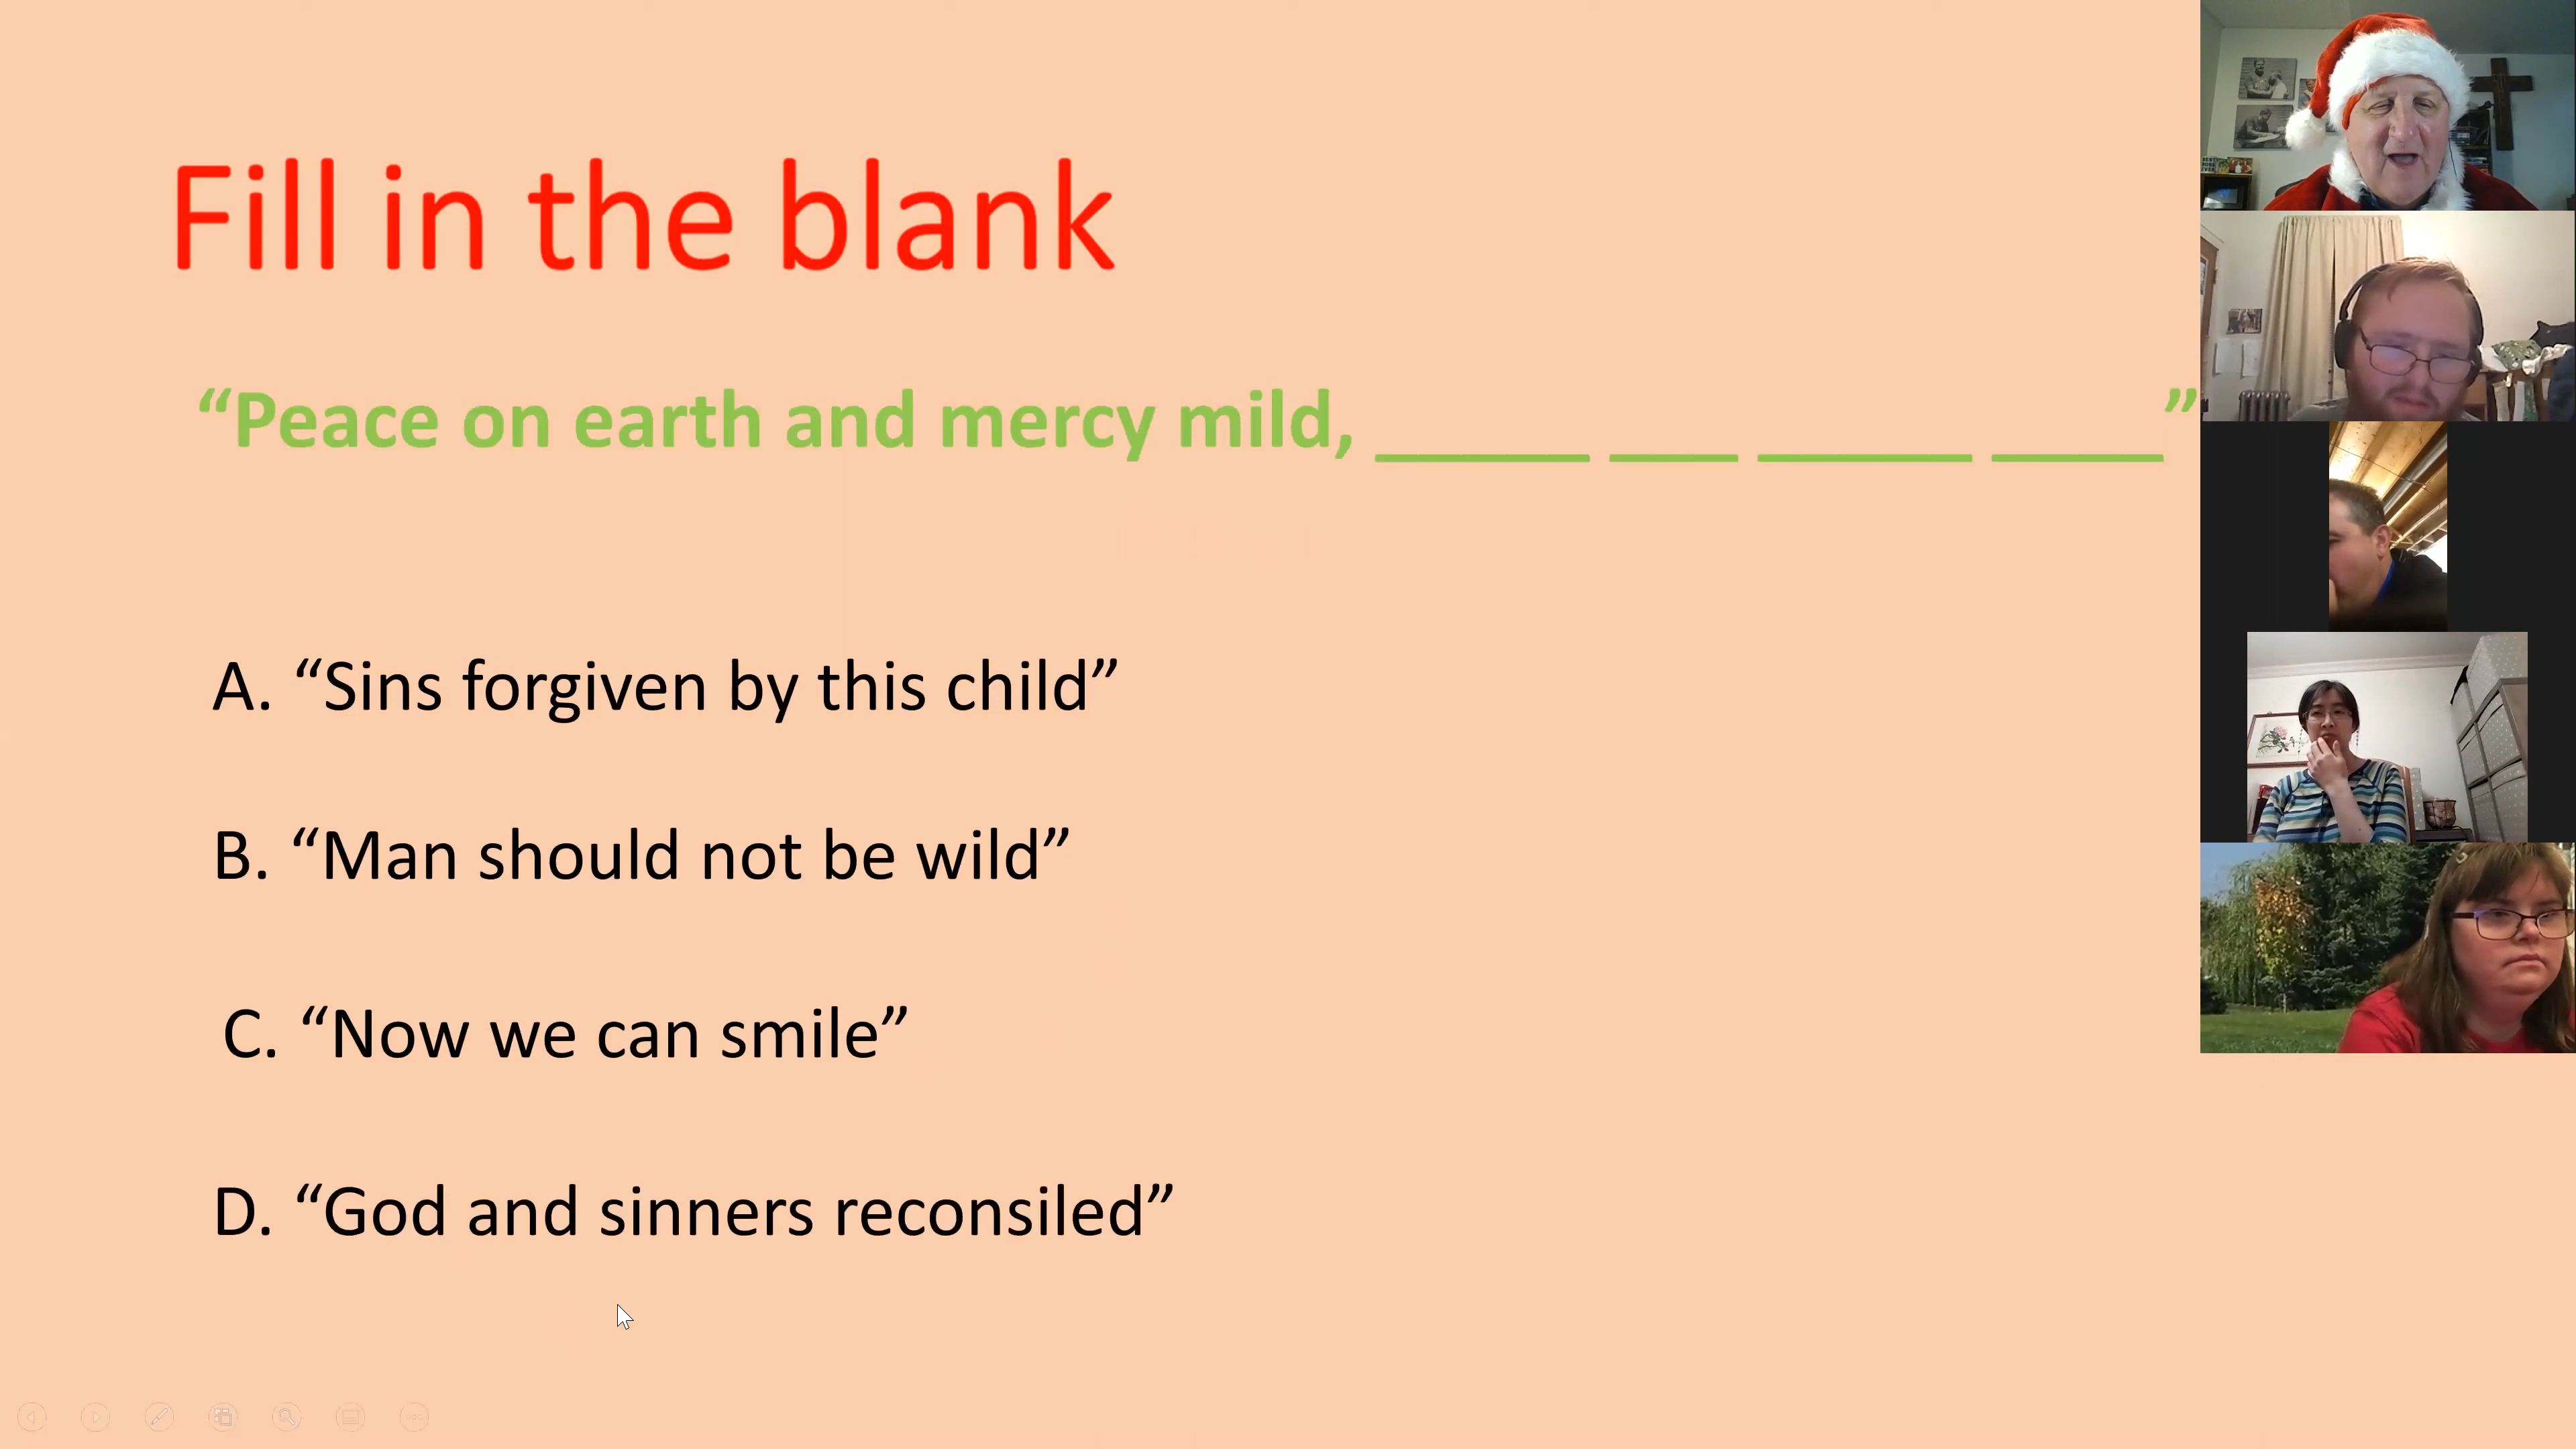 Fill in the blank
“Peace on earth and mercy mild, _____ ___ _____ ____”
A. “Sins forgiven by this child”
B. “Man should not be wild”
C. “Now we can smile”
D. “God and sinners reconsiled”